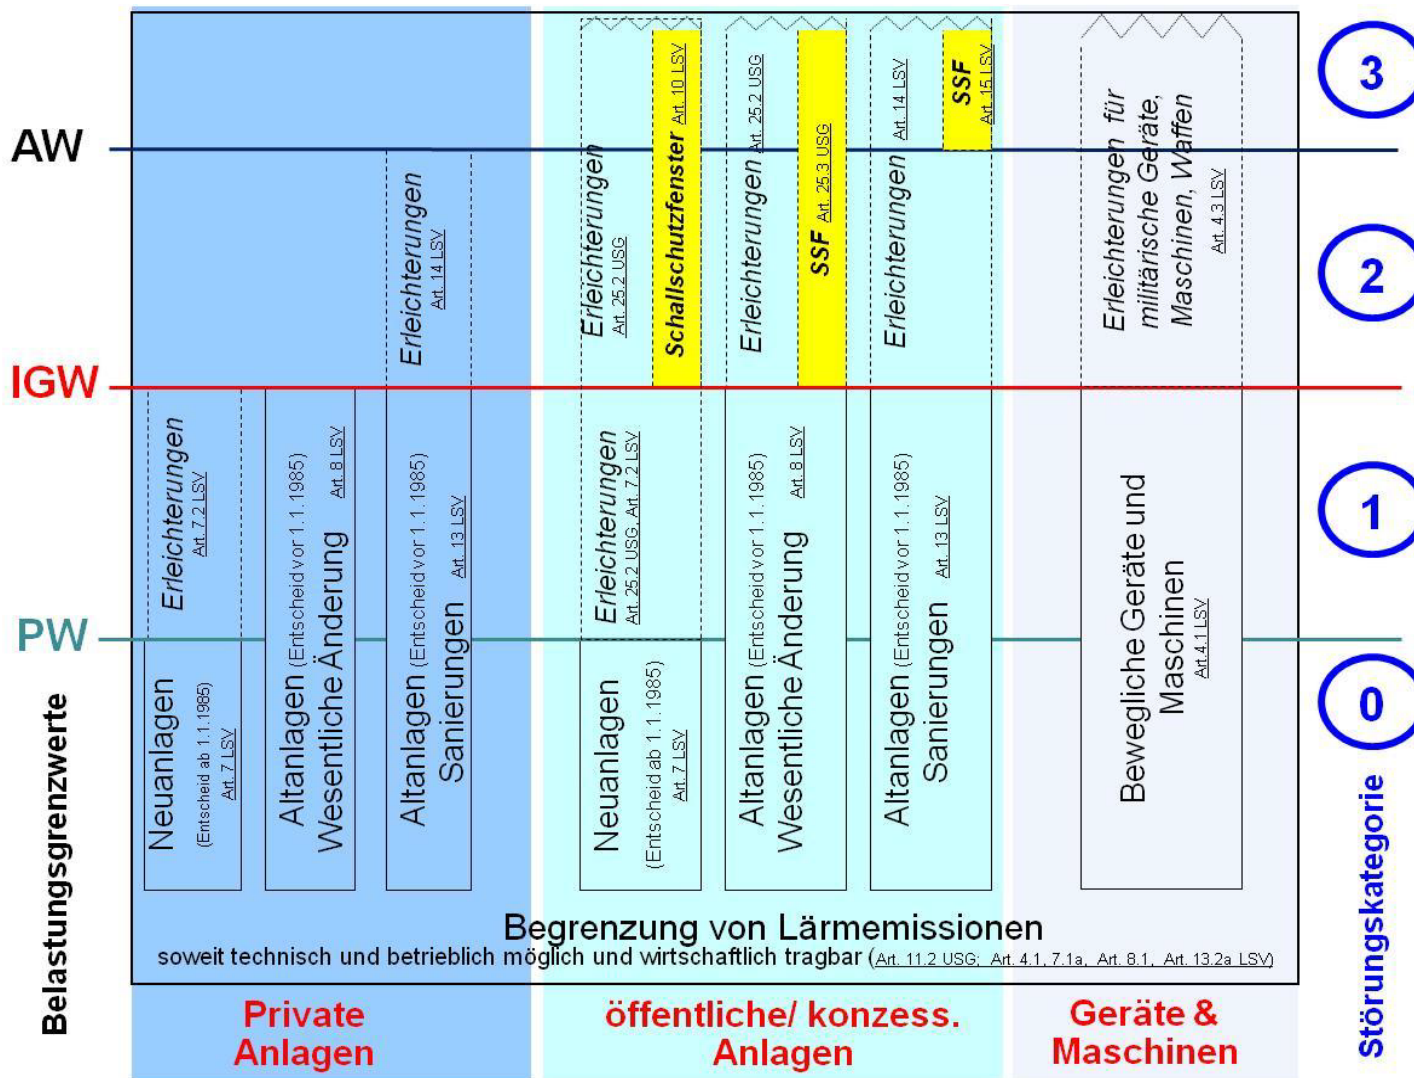 AW
IGW
PW
Belastungsgrenzwerte
Neuanlagen
(Entscheid ab 1.1.1985)
Art. 7 LSV
Erleichterungen
Art. 7.2 LSV
Altanlagen (Entscheid vor 1.1.1985)
Wesentliche Änderung Art. 8 LSV
Altanlagen (Entscheid vor 1.1.1985)
Sanierungen Art. 13 LSV
Erleichterungen
Art. 14 LSV
Neuanlagen
(Entscheid ab 1.1.1985)
Art. 7 LSV
Erleichterungen
Art. 25.2 USG, Art. 7.2 LSV
Erleichterungen
Art. 25.2 USG
Schallschutzfenster Art. 10 LSV
Altanlagen (Entscheid vor 1.1.1985)
Wesentliche Änderung Art. 8 LSV
Erleichterungen Art. 25.2 USG
SSF Art. 25.3 USG
Altanlagen (Entscheid vor 1.1.1985)
Sanierungen Art. 13 LSV
Erleichterungen Art. 14 LSV
SSF
Art. 15 LSV
Bewegliche Geräte und
Maschinen
Art.4.1 LSV
Erleichterungen für
militärische Geräte,
Maschinen, Waffen
Art. 4.3 LSV
3
2
1
0
Störungskategorie
Begrenzung von Lärmemissionen
soweit technisch und betrieblich möglich und wirtschaftlich tragbar (Art. 11.2 USG; Art. 4.1, 7.1a, Art. 8.1, Art. 13.2a LSV)
Private
Anlagen
öffentliche/ konzess.
Anlagen
Geräte &
Maschinen